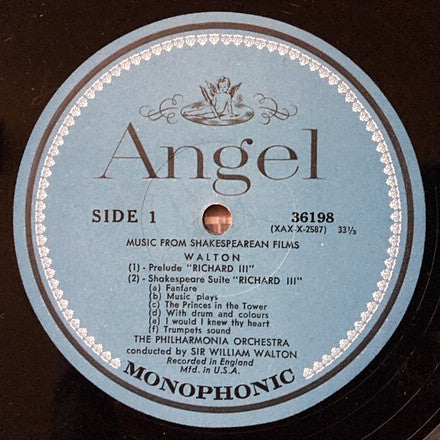 Angel
SIDE 1
36198
(XAX-X-2587) 33⅓
MUSIC FROM SHAKESPEAREAN FILMS
WALTON
(1) - Prelude "RICHARD III"
(2) - Shakespeare Suite "RICHARD III"
(a) Fanfare
(b) Music plays
(c) The Princes in the Tower
(d) With drum and colours
(e) I would I knew thy heart
(f) Trumpets sound
THE PHILHARMONIA ORCHESTRA
conducted by SIR WILLIAM WALTON
Recorded in England
Mfd. in U.S.A.
MONOPHONIC